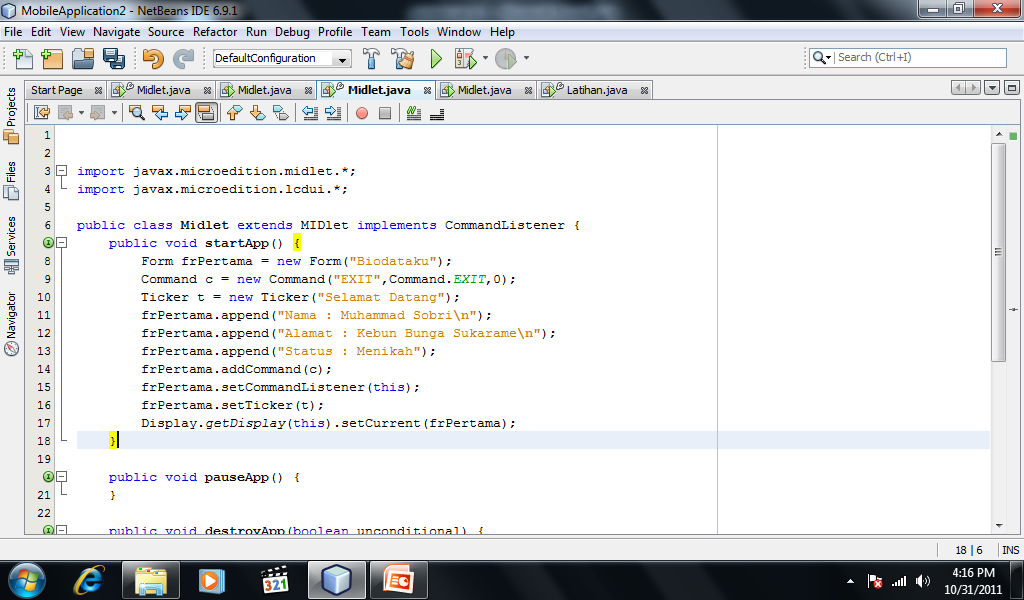 MobileApplication2 - NetBeans IDE 6.9.1
File Edit View Navigate Source Refactor Run Debug Profile Team Tools Window Help
DefaultConfiguration
Search (Ctrl+I)
Start Page Midlet.java Midlet.java Midlet.java Midlet.java Latihan.java
Projects
Files
Services
Navigator
1
2
3 import javax.microedition.midlet.*;
4 import javax.microedition.lcdui.*;
5
6 public class Midlet extends MIDlet implements CommandListener {
public void startApp() {
8 Form frPertama = new Form("Biodataku");
9 Command c = new Command("EXIT",Command.EXIT,0);
10 Ticker t = new Ticker("Selamat Datang");
11 frPertama.append("Nama : Muhammad Sobri\n");
12 frPertama.append("Alamat : Kebun Bunga Sukarame\n");
13 frPertama.append("Status : Menikah");
14 frPertama.addCommand(c);
15 frPertama.setCommandListener(this);
16 frPertama.setTicker(t);
17 Display.getDisplay(this).setCurrent(frPertama);
18 }
19
public void pauseApp() {
21 }
22
public void destroyApp(boolean unconditional) {
18 | 6 INS
321
4:16 PM
10/31/2011